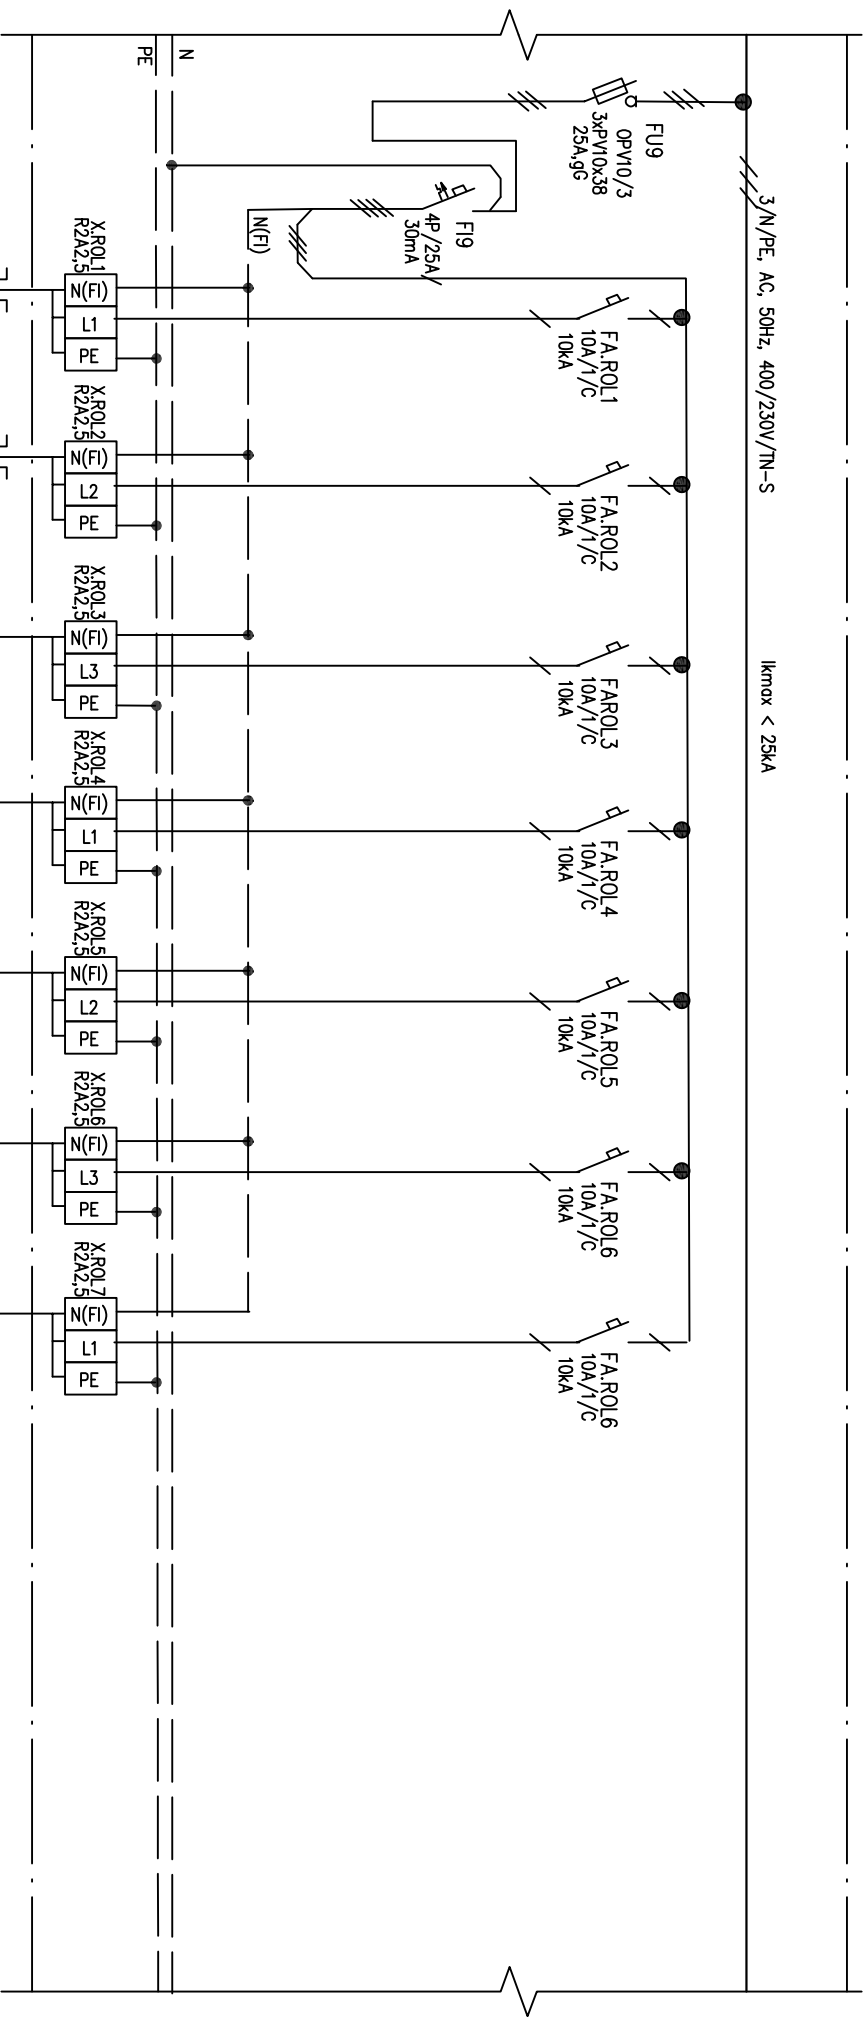 3/N/PE, AC, 50Hz, 400/230V/TN-S
Ikmax < 25kA
FU9
OPV10/3
3xPV10x38
25A,gG
FI9
4P/25A
30mA
N
PE
N(FI)
FA.ROL1
10A/1/C
10kA
FA.ROL2
10A/1/C
10kA
FAROL3
10A/1/C
10kA
FA.ROL4
10A/1/C
10kA
FA.ROL5
10A/1/C
10kA
FA.ROL6
10A/1/C
10kA
FA.ROL6
10A/1/C
10kA
X.ROL1
R2A2,5
N(FI)
L1
PE
X.ROL2
R2A2,5
N(FI)
L2
PE
X.ROL3
R2A2,5
N(FI)
L3
PE
X.ROL4
R2A2,5
N(FI)
L1
PE
X.ROL5
R2A2,5
N(FI)
L2
PE
X.ROL6
R2A2,5
N(FI)
L3
PE
X.ROL7
R2A2,5
N(FI)
L1
PE